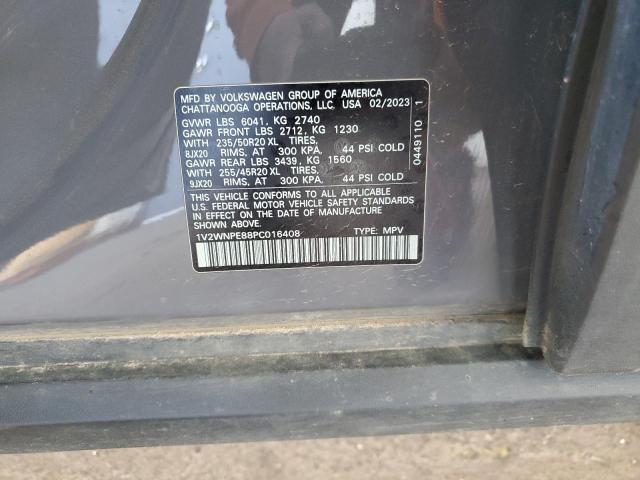 MFD BY VOLKSWAGEN GROUP OF AMERICA
CHATTANOOGA OPERATIONS, LLC. USA 02/2023
GVWR LBS 6041, KG 2740
GAWR FRONT LBS 2712, KG 1230
WITH 235/50R20 XL TIRES,
8JX20 RIMS, AT 300 KPA, 44 PSI COLD
GAWR REAR LBS 3439, KG 1560
WITH 255/45R20 XL TIRES,
9JX20 RIMS, AT 300 KPA, 44 PSI COLD
THIS VEHICLE CONFORMS TO ALL APPLICABLE
U.S. FEDERAL MOTOR VEHICLE SAFETY STANDARDS
IN EFFECT ON THE DATE OF MANUFACTURE
SHOWN ABOVE.
1V2WNPE88PC016408 TYPE: MPV
0449110 1